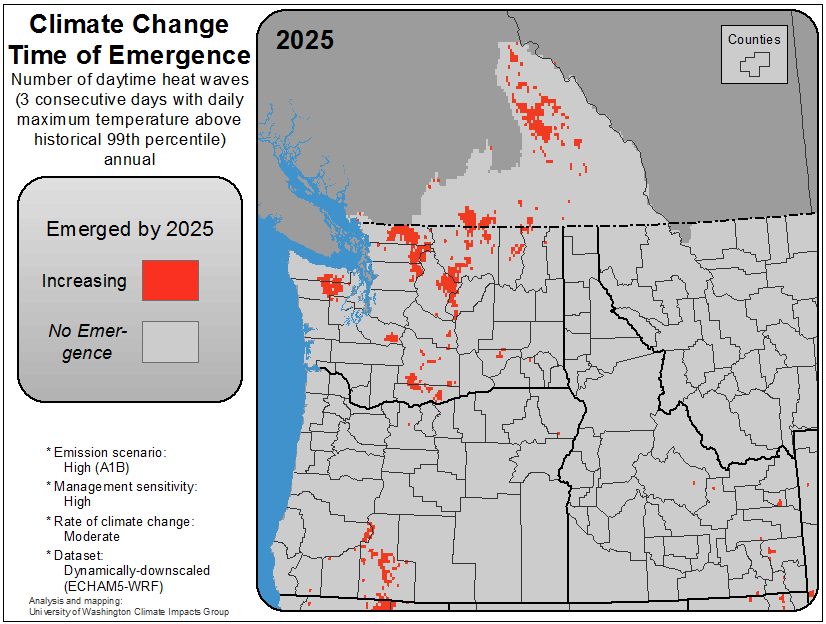 Climate Change
Time of Emergence
Number of daytime heat waves
(3 consecutive days with daily
maximum temperature above
historical 99th percentile)
annual
Emerged by 2025
Increasing
No Emer-
gence
* Emission scenario:
High (A1B)
* Management sensitivity:
High
* Rate of climate change:
Moderate
* Dataset:
Dynamically-downscaled
(ECHAM5-WRF)
Analysis and mapping:
University of Washington Climate Impacts Group
2025
Counties